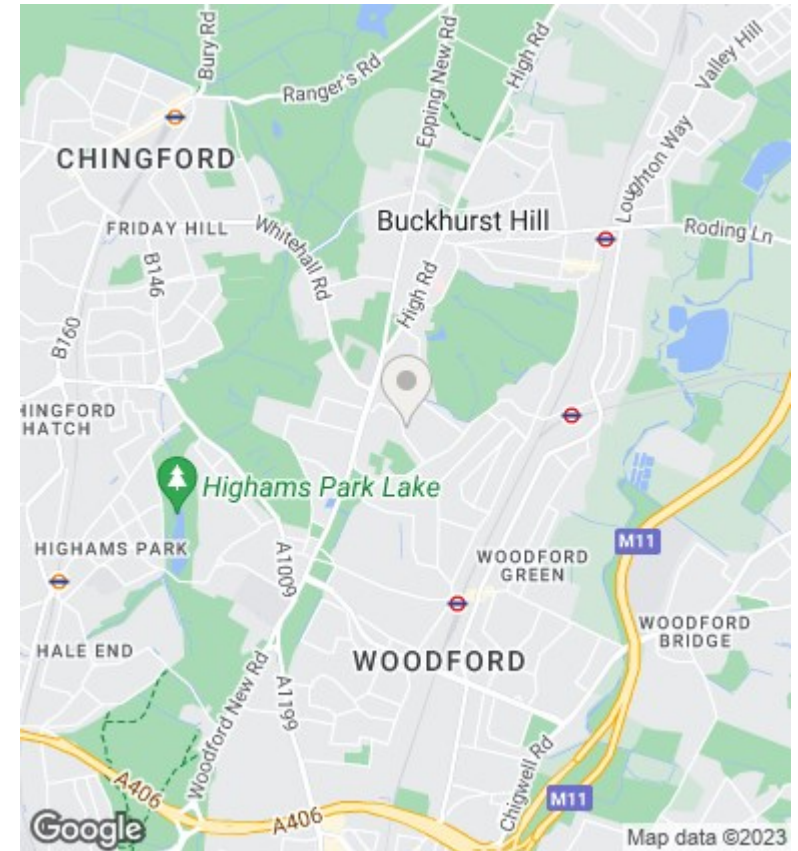 Bury Rd
Ranger's Rd
Epping New Rd
High Rd
Valley Hill
CHINGFORD
Loughton Way
FRIDAY HILL
Whitehall Rd
Buckhurst Hill
Roding Ln
B146
High Rd
B160
HINGFORD
HATCH
Highams Park Lake
M11
HIGHAMS PARK
A1009
WOODFORD
GREEN
WOODFORD
BRIDGE
HALE END
WOODFORD
Woodford New Rd
A1199
Chigwell Rd
M11
A406
A406
Google
Map data ©2023